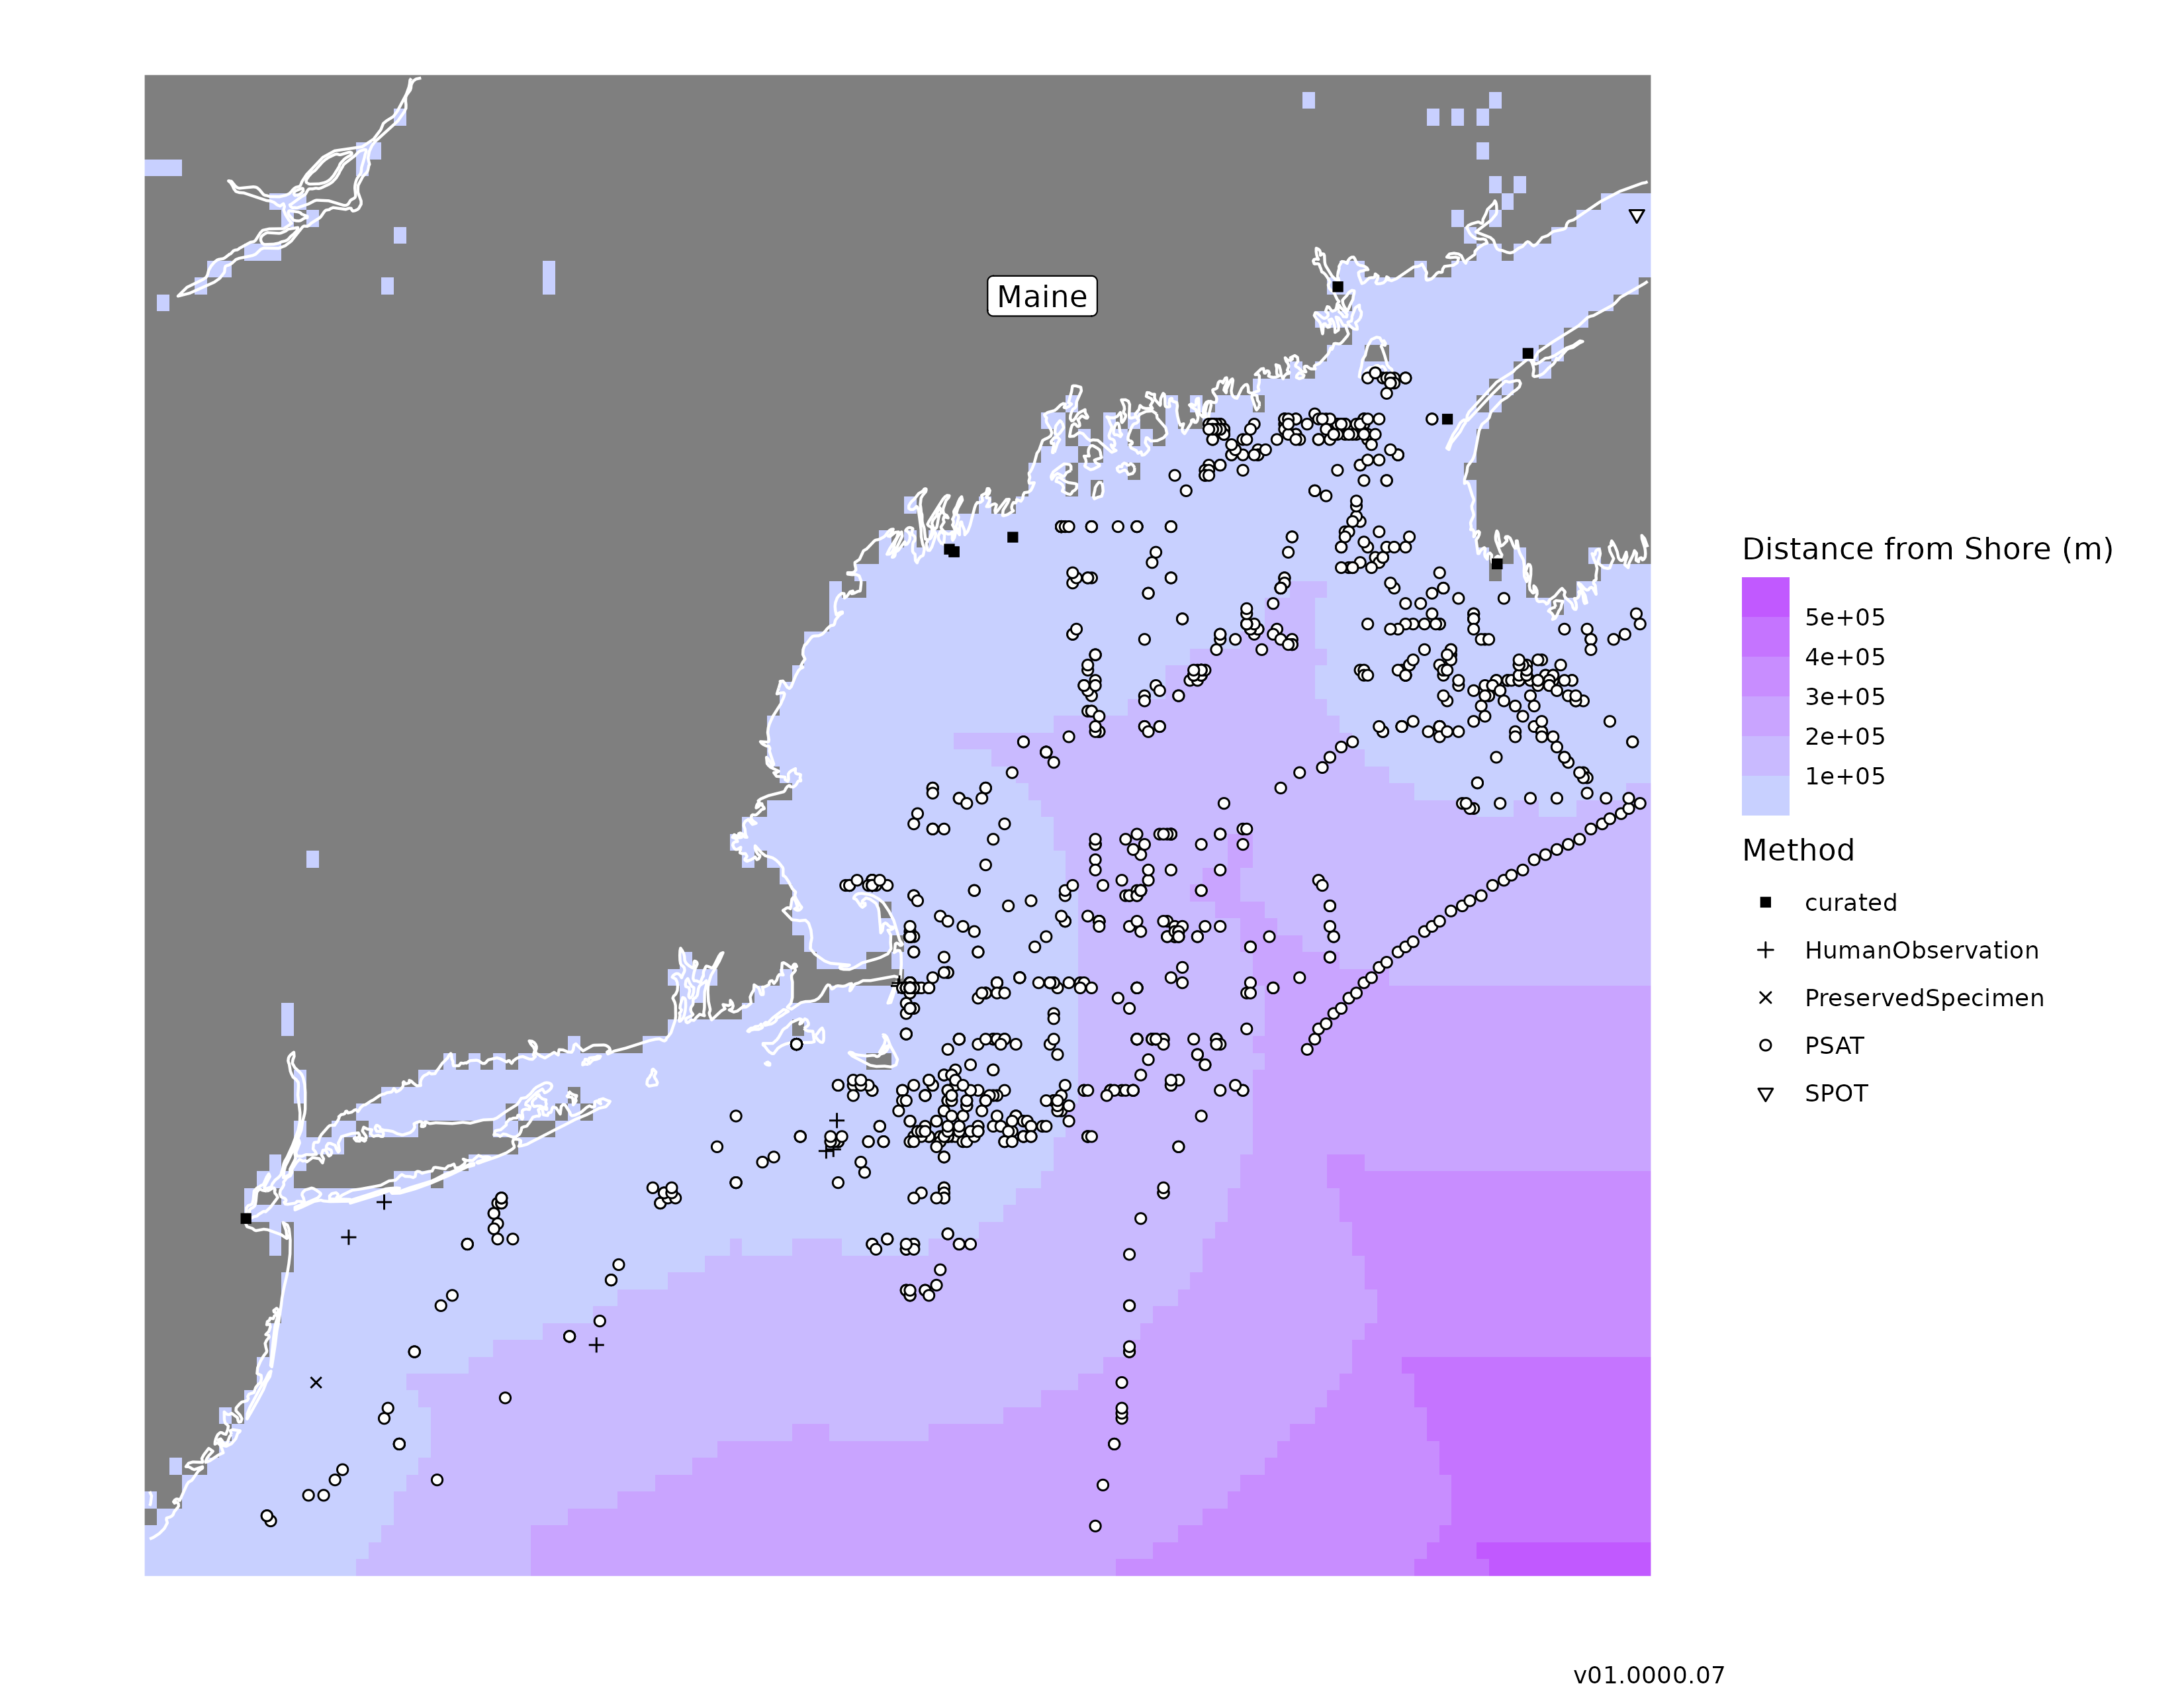 Maine
Distance from Shore (m)
5e+05
4e+05
3e+05
2e+05
1e+05
Method
curated
HumanObservation
PreservedSpecimen
PSAT
SPOT
v01.0000.07